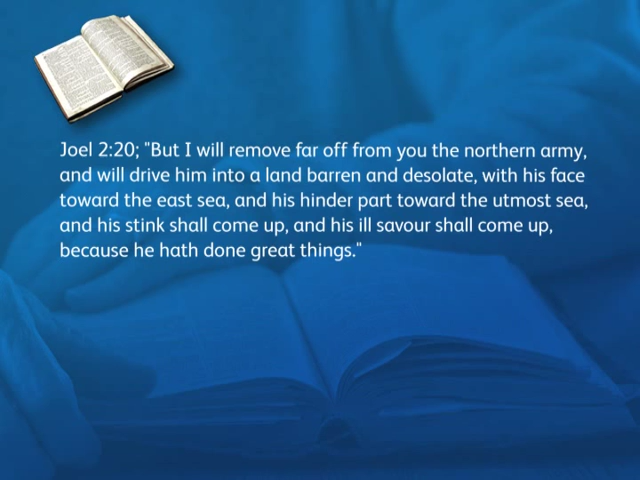 Joel 2:20; "But I will remove far off from you the northern army,
and will drive him into a land barren and desolate, with his face
toward the east sea, and his hinder part toward the utmost sea,
and his stink shall come up, and his ill savour shall come up,
because he hath done great things."